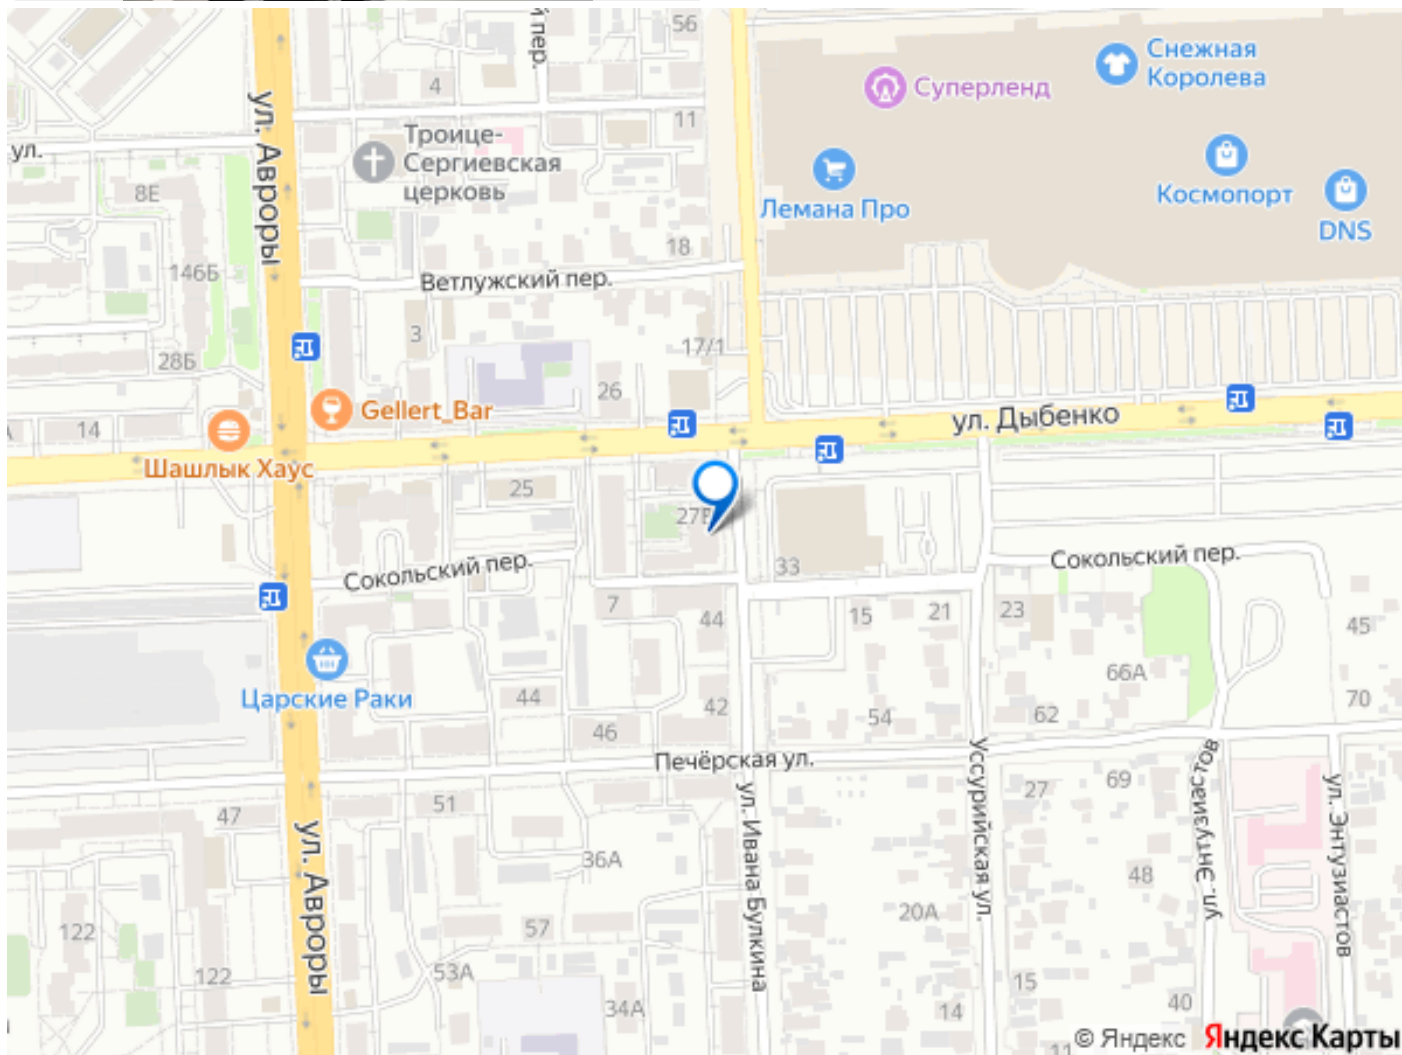 й пер.
56
Снежная
Королева
Суперленд
4
ул. Авроры
11
Троице-
Сергиевская
церковь
ул.
8Е
Лемана Про
Космопорт
DNS
18
146Б
Ветлужский пер.
3
17/1
28Б
26
Gellert_Bar
ул. Дыбенко
14
Шашлык Хаус
25
27В
Сокольский пер.
33
Сокольский пер.
7
44
15
21
23
45
66А
Царские Раки
44
42
54
62
70
46
Печёрская ул.
47
51
27
69
ул. Авроры
36А
ул. Ивана Булкина
Уссурийская ул.
ул. Энтузиастов
ул. Энтузиастов
48
20А
122
57
122
53А
34А
14
15
40
© Яндекс Яндекс Карты